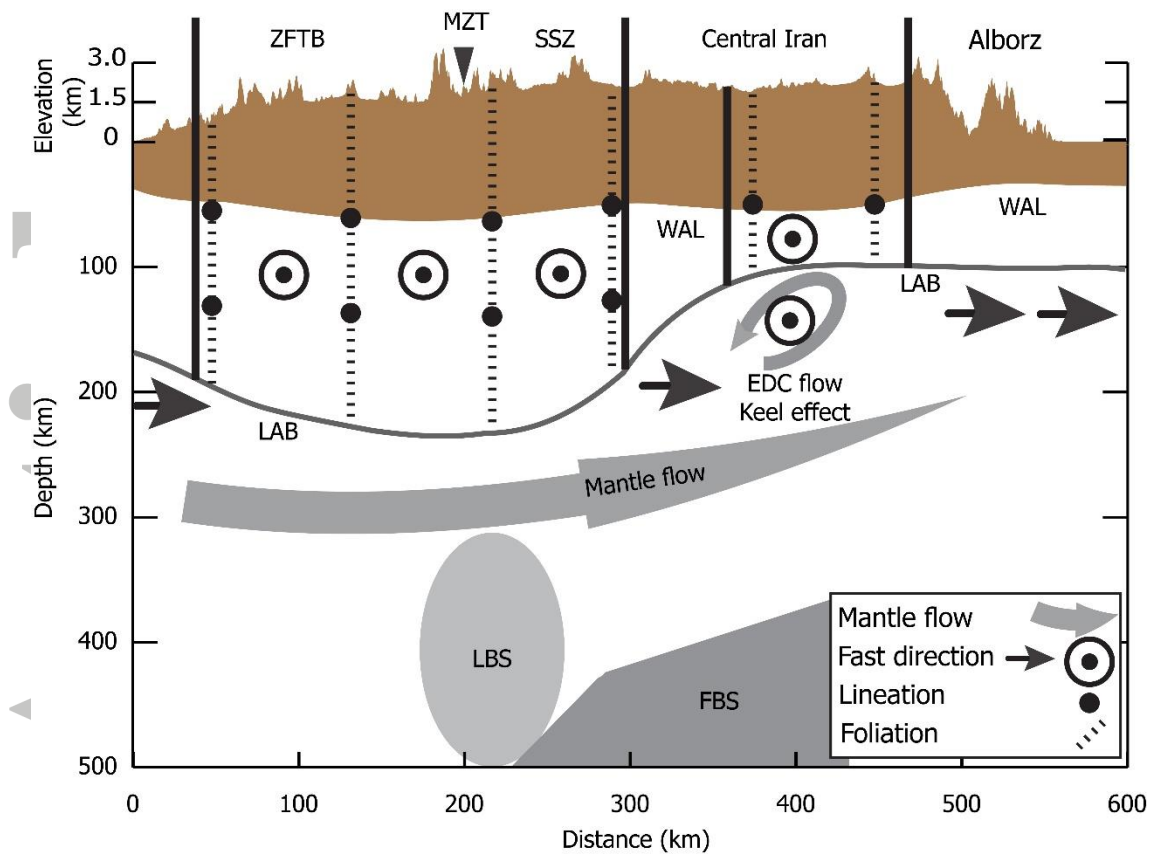 ZFTB
MZT
SSZ
Central Iran
Alborz
Elevation
(km)
3.0
1.5
0
WAL
WAL
100
LAB
200
EDC flow
Keel effect
LAB
Depth (km)
Mantle flow
300
400
LBS
FBS
500
Mantle flow
Fast direction
Lineation
Foliation
0 100 200 300 400 500 600
Distance (km)